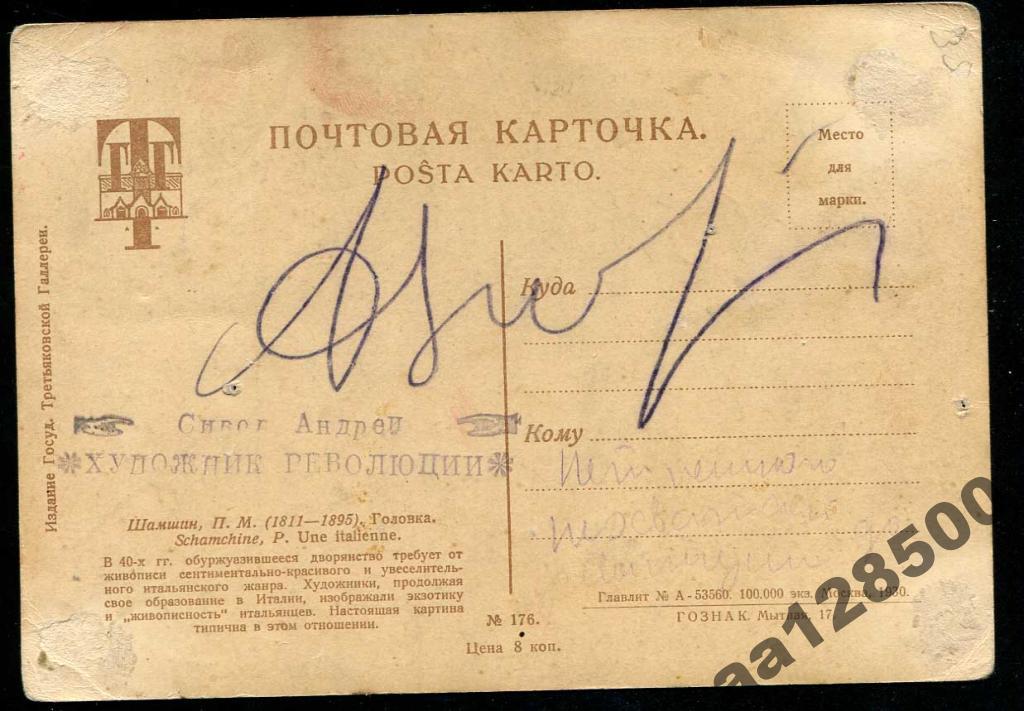 35
ПОЧТОВАЯ КАРТОЧКА.
POŜTA KARTO.
Место
для
марки.
Издание Госуд. Третьяковской Галлереи.
Куда
Андрей
*ХУДОЖНИК РЕВОЛЮЦИИ*
Кому
Шамшин, П. М. (1811—1895). Головка.
Schamchine, P. Une italienne.
В 40-х гг. обуржуазившееся дворянство требует от
живописи сентиментально-красивого и увеселитель-
ного итальянского жанра. Художники, продолжая
свое образование в Италии, изображали экзотику
и „живописность" итальянцев. Настоящая картина
типична в этом отношении.
№ 176.
Цена 8 коп.
Главлит № А-53560. 100.000 экз. Москва, 1930.
ГОЗНАК. Мытная, 17.
aa128500